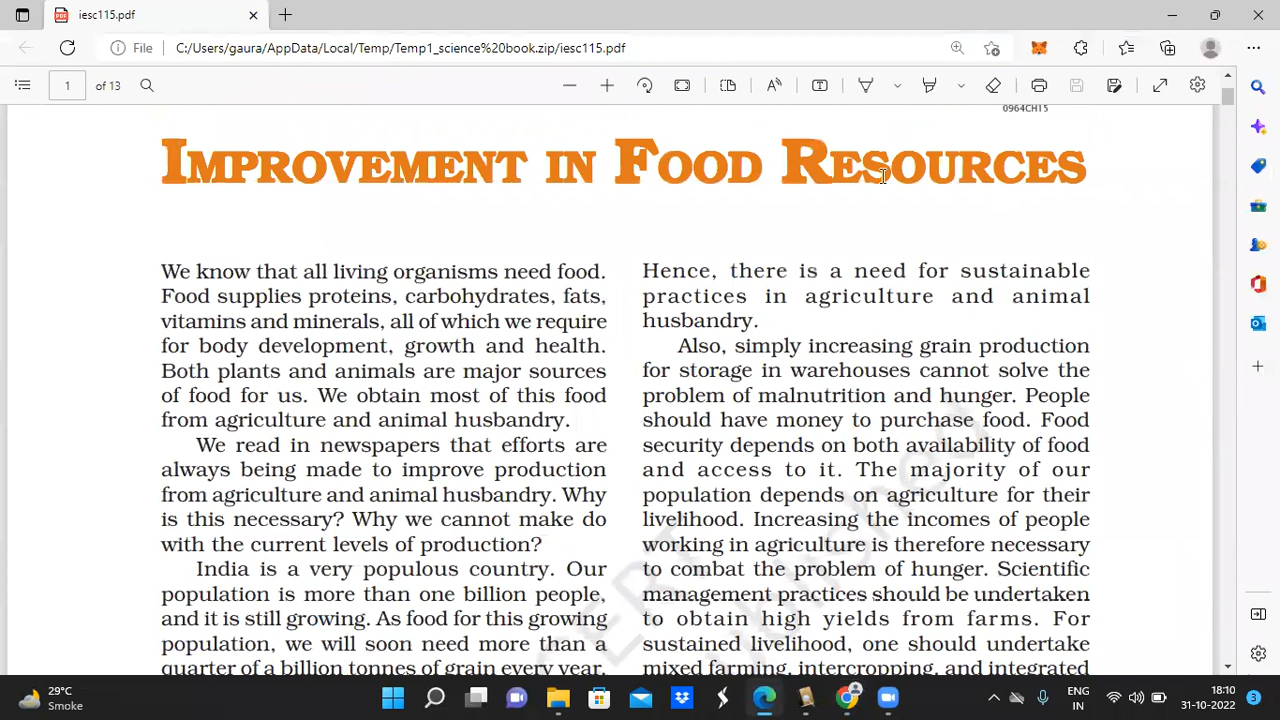 iesc115.pdf
File
C:/Users/gaura/AppData/Local/Temp/Temp1_science%20book.zip/iesc115.pdf
1 of 13
0964CH15
IMPROVEMENT IN FOOD RESOURCES
We know that all living organisms need food.
Food supplies proteins, carbohydrates, fats,
vitamins and minerals, all of which we require
for body development, growth and health.
Both plants and animals are major sources
of food for us. We obtain most of this food
from agriculture and animal husbandry.
We read in newspapers that efforts are
always being made to improve production
from agriculture and animal husbandry. Why
is this necessary? Why we cannot make do
with the current levels of production?
India is a very populous country. Our
population is more than one billion people,
and it is still growing. As food for this growing
population, we will soon need more than a
quarter of a billion tonnes of grain every year.
Hence, there is a need for sustainable
practices in agriculture and animal
husbandry.
Also, simply increasing grain production
for storage in warehouses cannot solve the
problem of malnutrition and hunger. People
should have money to purchase food. Food
security depends on both availability of food
and access to it. The majority of our
population depends on agriculture for their
livelihood. Increasing the incomes of people
working in agriculture is therefore necessary
to combat the problem of hunger. Scientific
management practices should be undertaken
to obtain high yields from farms. For
sustained livelihood, one should undertake
mixed farming, intercropping, and integrated
29°C
Smoke
ENG
IN
18:10
31-10-2022
3